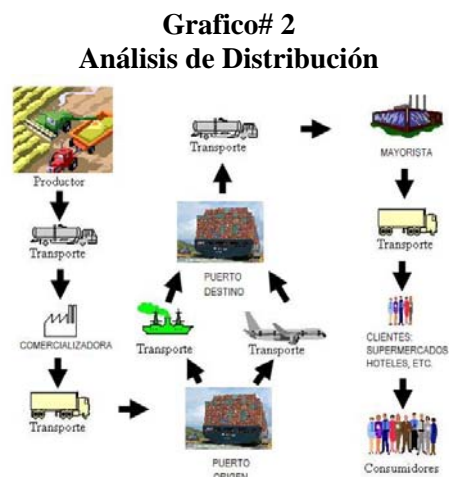 Grafico# 2
Análisis de Distribución
Productor
Transporte
COMERCIALIZADORA
Transporte
PUERTO
ORIGEN
Transporte
Transporte
PUERTO
DESTINO
Transporte
MAYORISTA
Transporte
CLIENTES:
SUPERMERCADOS
HOTELES, ETC.
Consumidores